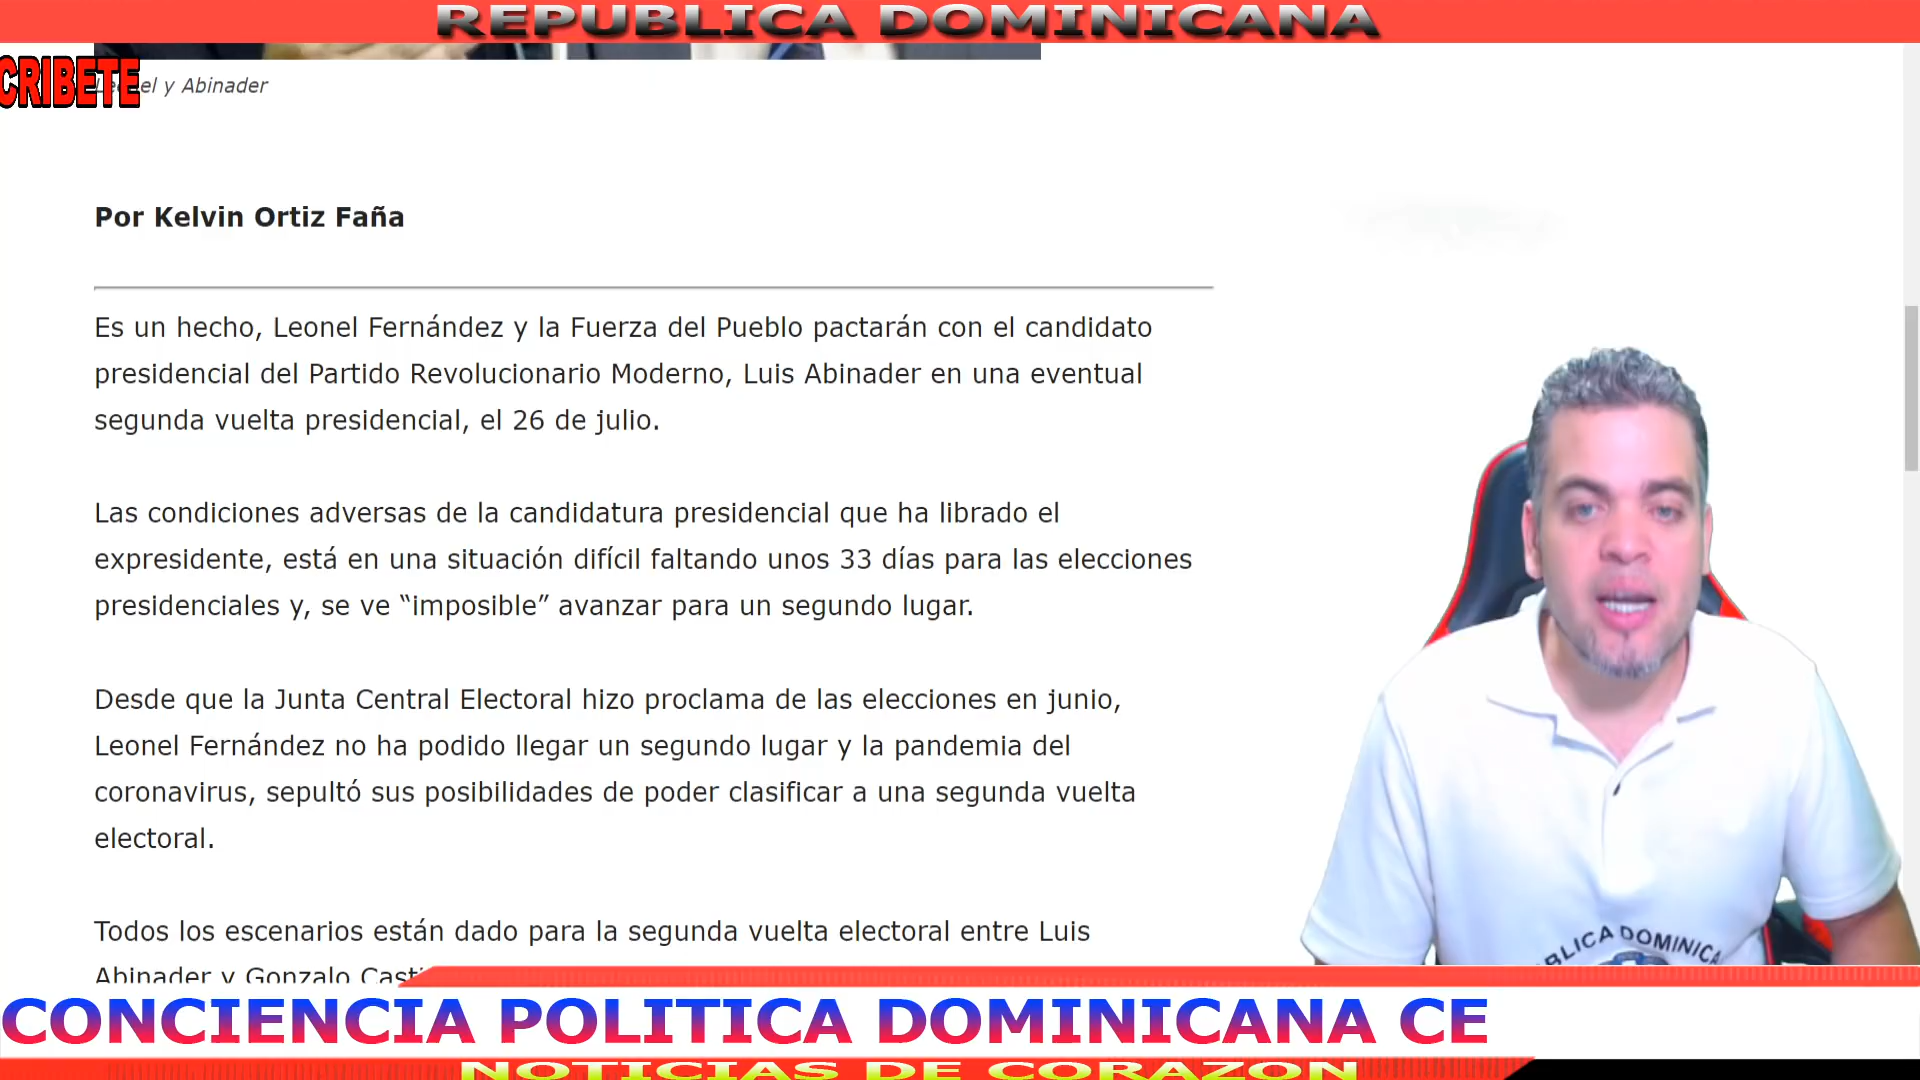 REPUBLICA DOMINICANA
CRIBETE
y Abinader
Por Kelvin Ortiz Faña
Es un hecho, Leonel Fernández y la Fuerza del Pueblo pactarán con el candidato
presidencial del Partido Revolucionario Moderno, Luis Abinader en una eventual
segunda vuelta presidencial, el 26 de julio.
Las condiciones adversas de la candidatura presidencial que ha librado el
expresidente, está en una situación difícil faltando unos 33 días para las elecciones
presidenciales y, se ve “imposible” avanzar para un segundo lugar.
Desde que la Junta Central Electoral hizo proclama de las elecciones en junio,
Leonel Fernández no ha podido llegar un segundo lugar y la pandemia del
coronavirus, sepultó sus posibilidades de poder clasificar a una segunda vuelta
electoral.
Todos los escenarios están dado para la segunda vuelta electoral entre Luis
Abinader y Gonzalo Cast
BLICA DOMINICA
CONCIENCIA POLITICA DOMINICANA CE
NOTICIAS DE CORAZON